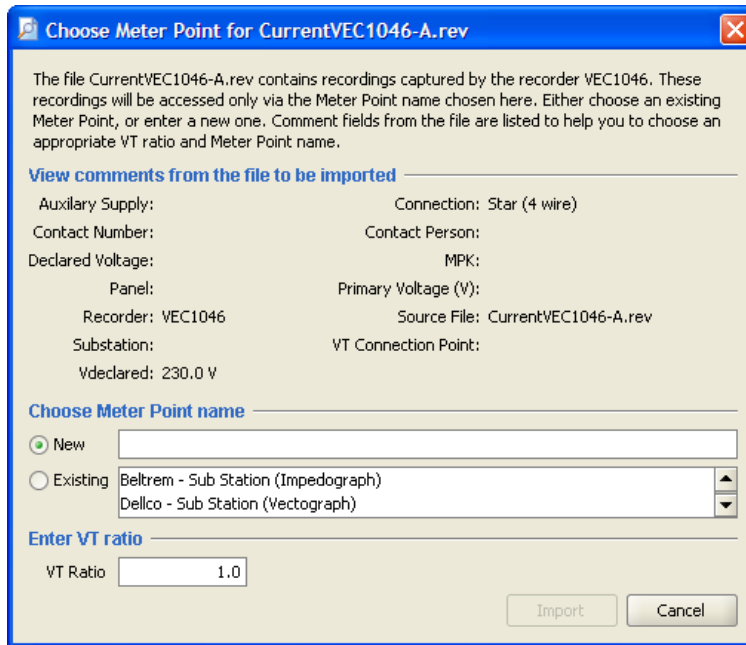 Choose Meter Point for CurrentVEC1046-A.rev
The file CurrentVEC1046-A.rev contains recordings captured by the recorder VEC1046. These
recordings will be accessed only via the Meter Point name chosen here. Either choose an existing
Meter Point, or enter a new one. Comment fields from the file are listed to help you to choose an
appropriate VT ratio and Meter Point name.
View comments from the file to be imported
Auxilary Supply: Connection: Star (4 wire)
Contact Number: Contact Person:
Declared Voltage: MPK:
Panel: Primary Voltage (V):
Recorder: VEC1046 Source File: CurrentVEC1046-A.rev
Substation: VT Connection Point:
Vdeclared: 230.0 V
Choose Meter Point name
New
Existing Beltrem - Sub Station (Impedograph)
Dellco - Sub Station (Vectograph)
Enter VT ratio
VT Ratio 1.0
Import Cancel